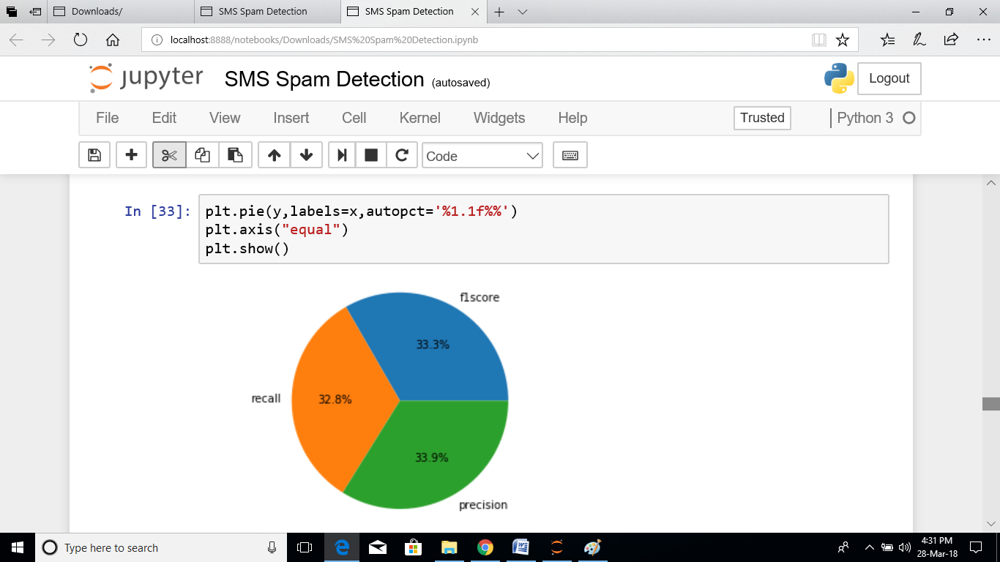 Downloads/
SMS Spam Detection
SMS Spam Detection
localhost:8888/notebooks/Downloads/SMS%20Spam%20Detection.ipynb
jupyter
SMS Spam Detection (autosaved)
Logout
File Edit View Insert Cell Kernel Widgets Help
Trusted
Python 3
Code
In [33]:
plt.pie(y,labels=x,autopct='%1.1f%%')
plt.axis("equal")
plt.show()
f1score
33.3%
recall
32.8%
33.9%
precision
Type here to search
4:31 PM
28-Mar-18